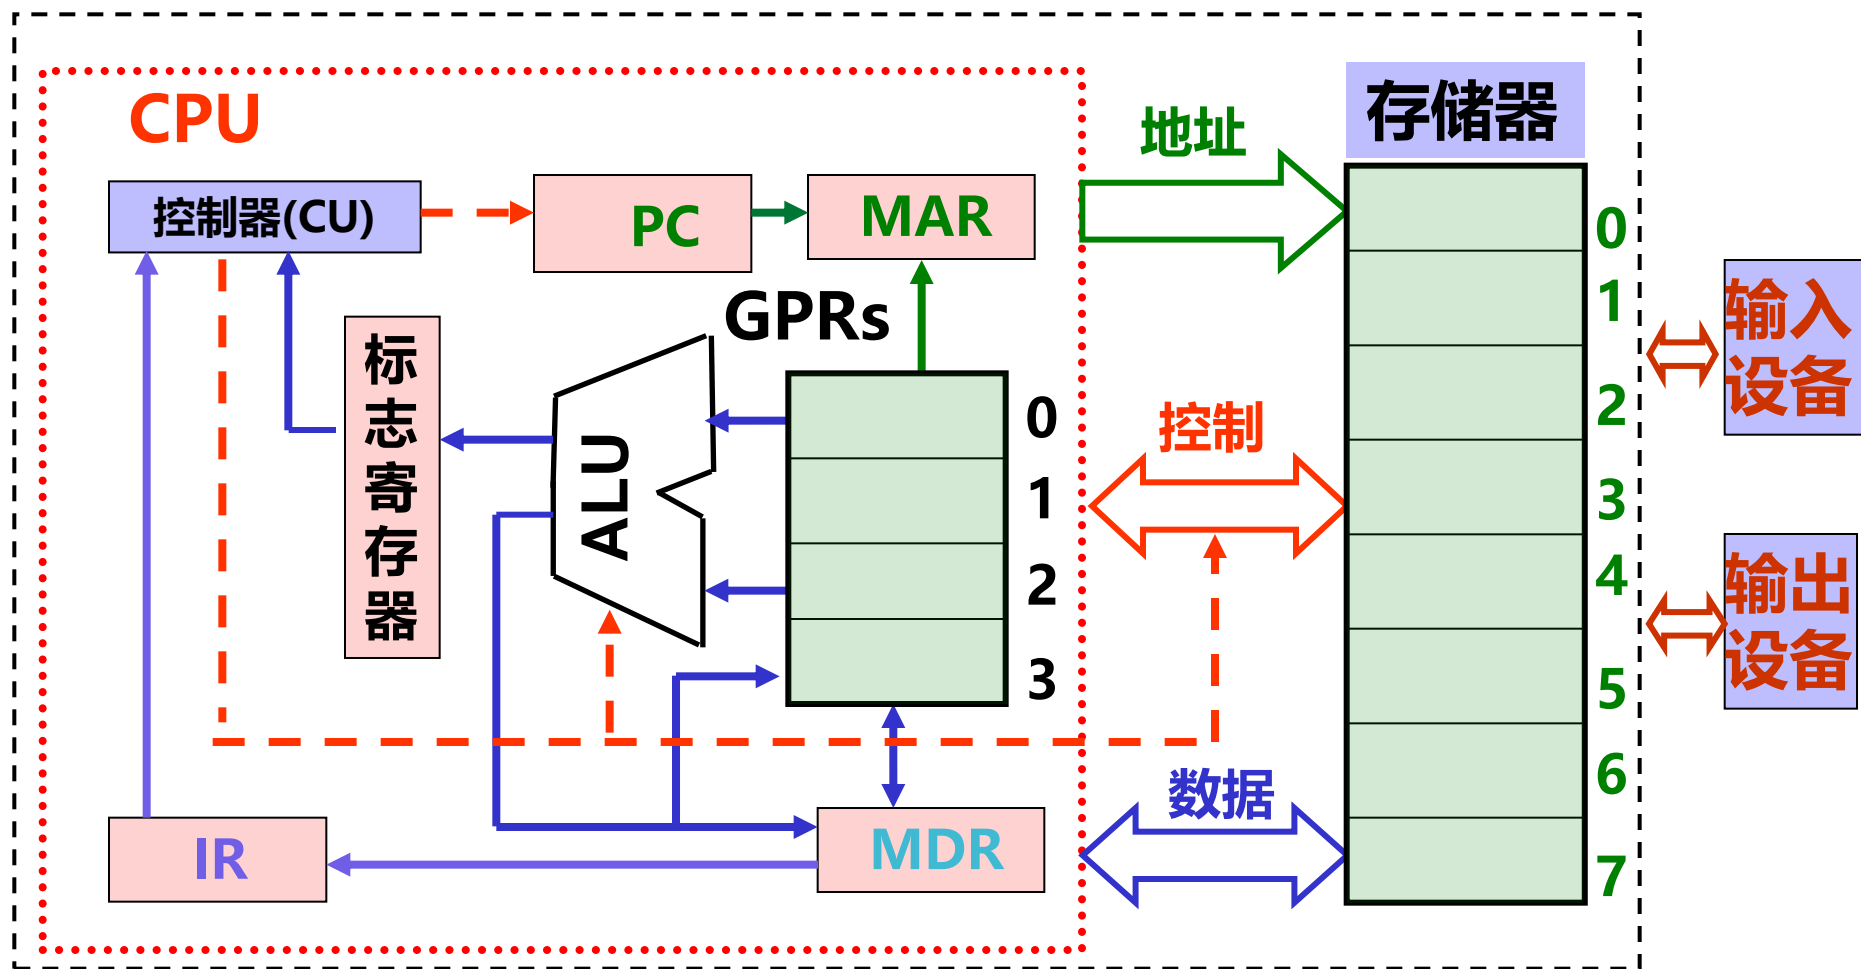 CPU
地址
存储器
控制器(CU)
PC
MAR
0
1
2
3
4
5
6
7
输入
设备
输出
设备
GPRs
标
志
寄
存
器
ALU
0
1
2
3
控制
数据
IR
MDR